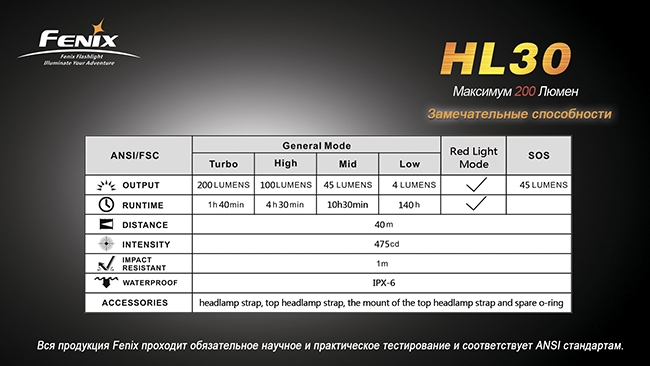 FENIX
Fenix Flashlight
Illuminate Your Adventure
HL30
Максимум 200 Люмен
Замечательные способности
ANSI/FSC General Mode Red Light Mode SOS
Turbo High Mid Low
OUTPUT 200 LUMENS 100 LUMENS 45 LUMENS 4 LUMENS ✓ 45 LUMENS
RUNTIME 1h 40min 4h 30min 10h30min 140h ✓
DISTANCE 40m
INTENSITY 475cd
IMPACT RESISTANT 1m
WATERPROOF IPX-6
ACCESSORIES headlamp strap, top headlamp strap, the mount of the top headlamp strap and spare o-ring
Вся продукция Fenix проходит обязательное научное и практическое тестирование и соответствует ANSI стандартам.